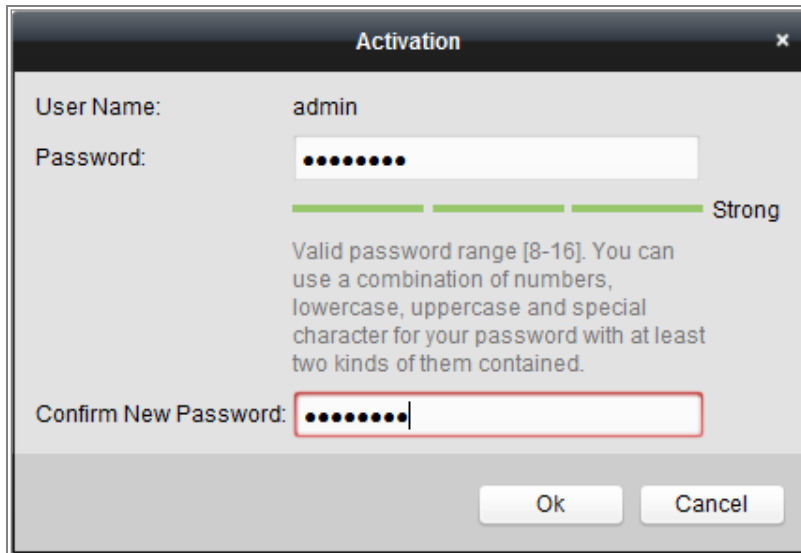 Activation
User Name: admin
Password: ••••••••
Strong
Valid password range [8-16]. You can
use a combination of numbers,
lowercase, uppercase and special
character for your password with at least
two kinds of them contained.
Confirm New Password: ••••••••
Ok Cancel